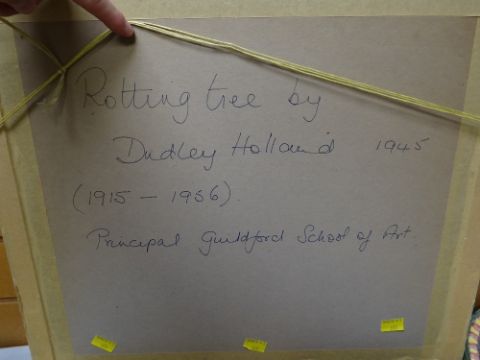 Rotting tree by
Dudley Holland 1945
(1915 – 1956).
Principal Guildford School of Art.